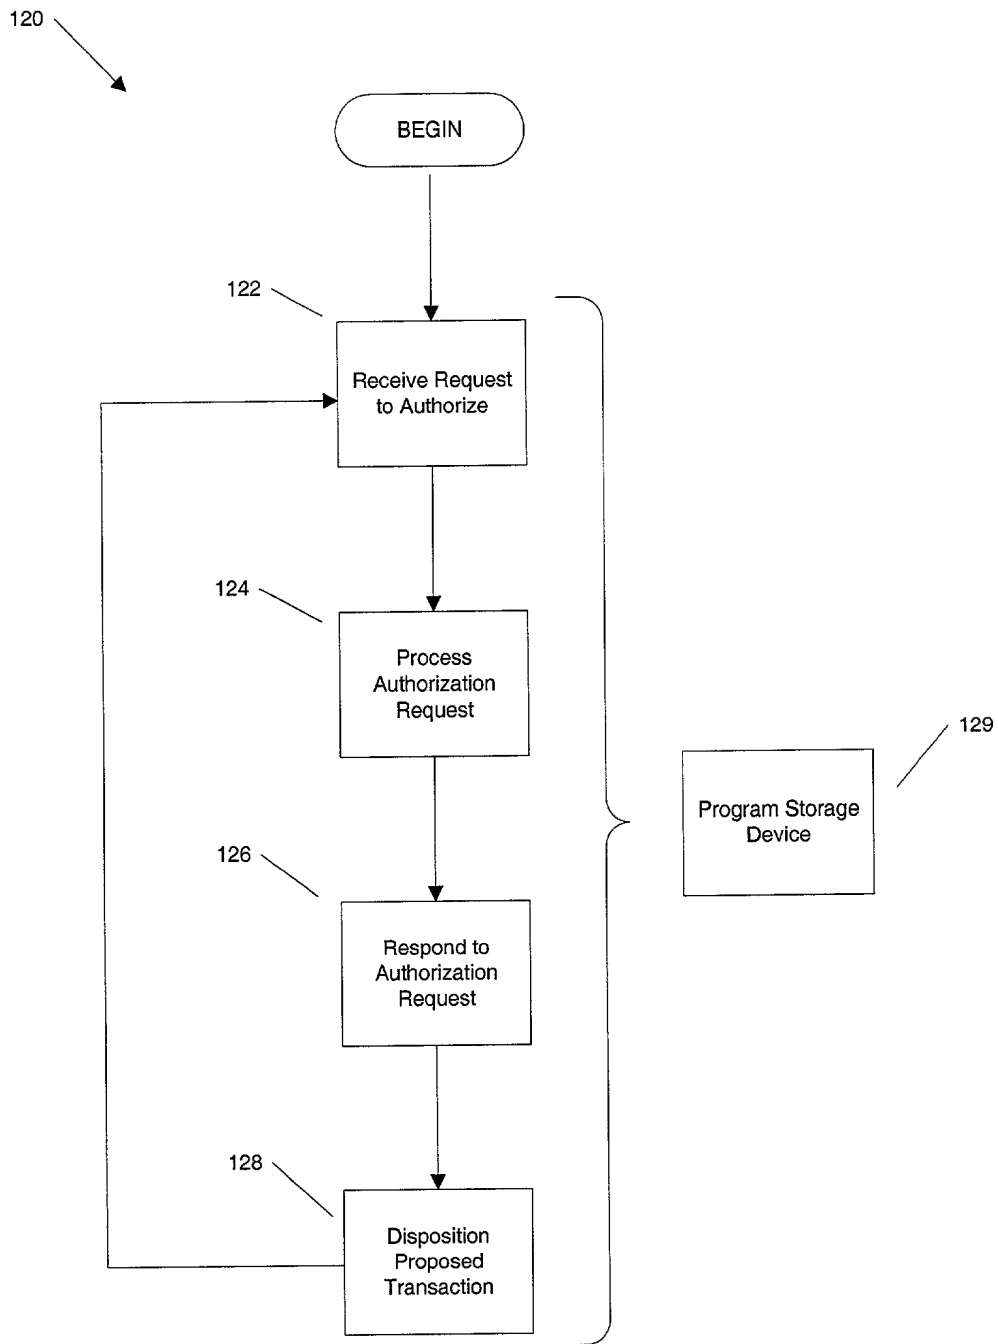 120
BEGIN
122
Receive Request
to Authorize
124
Process
Authorization
Request
129
Program Storage
Device
126
Respond to
Authorization
Request
128
Disposition
Proposed
Transaction